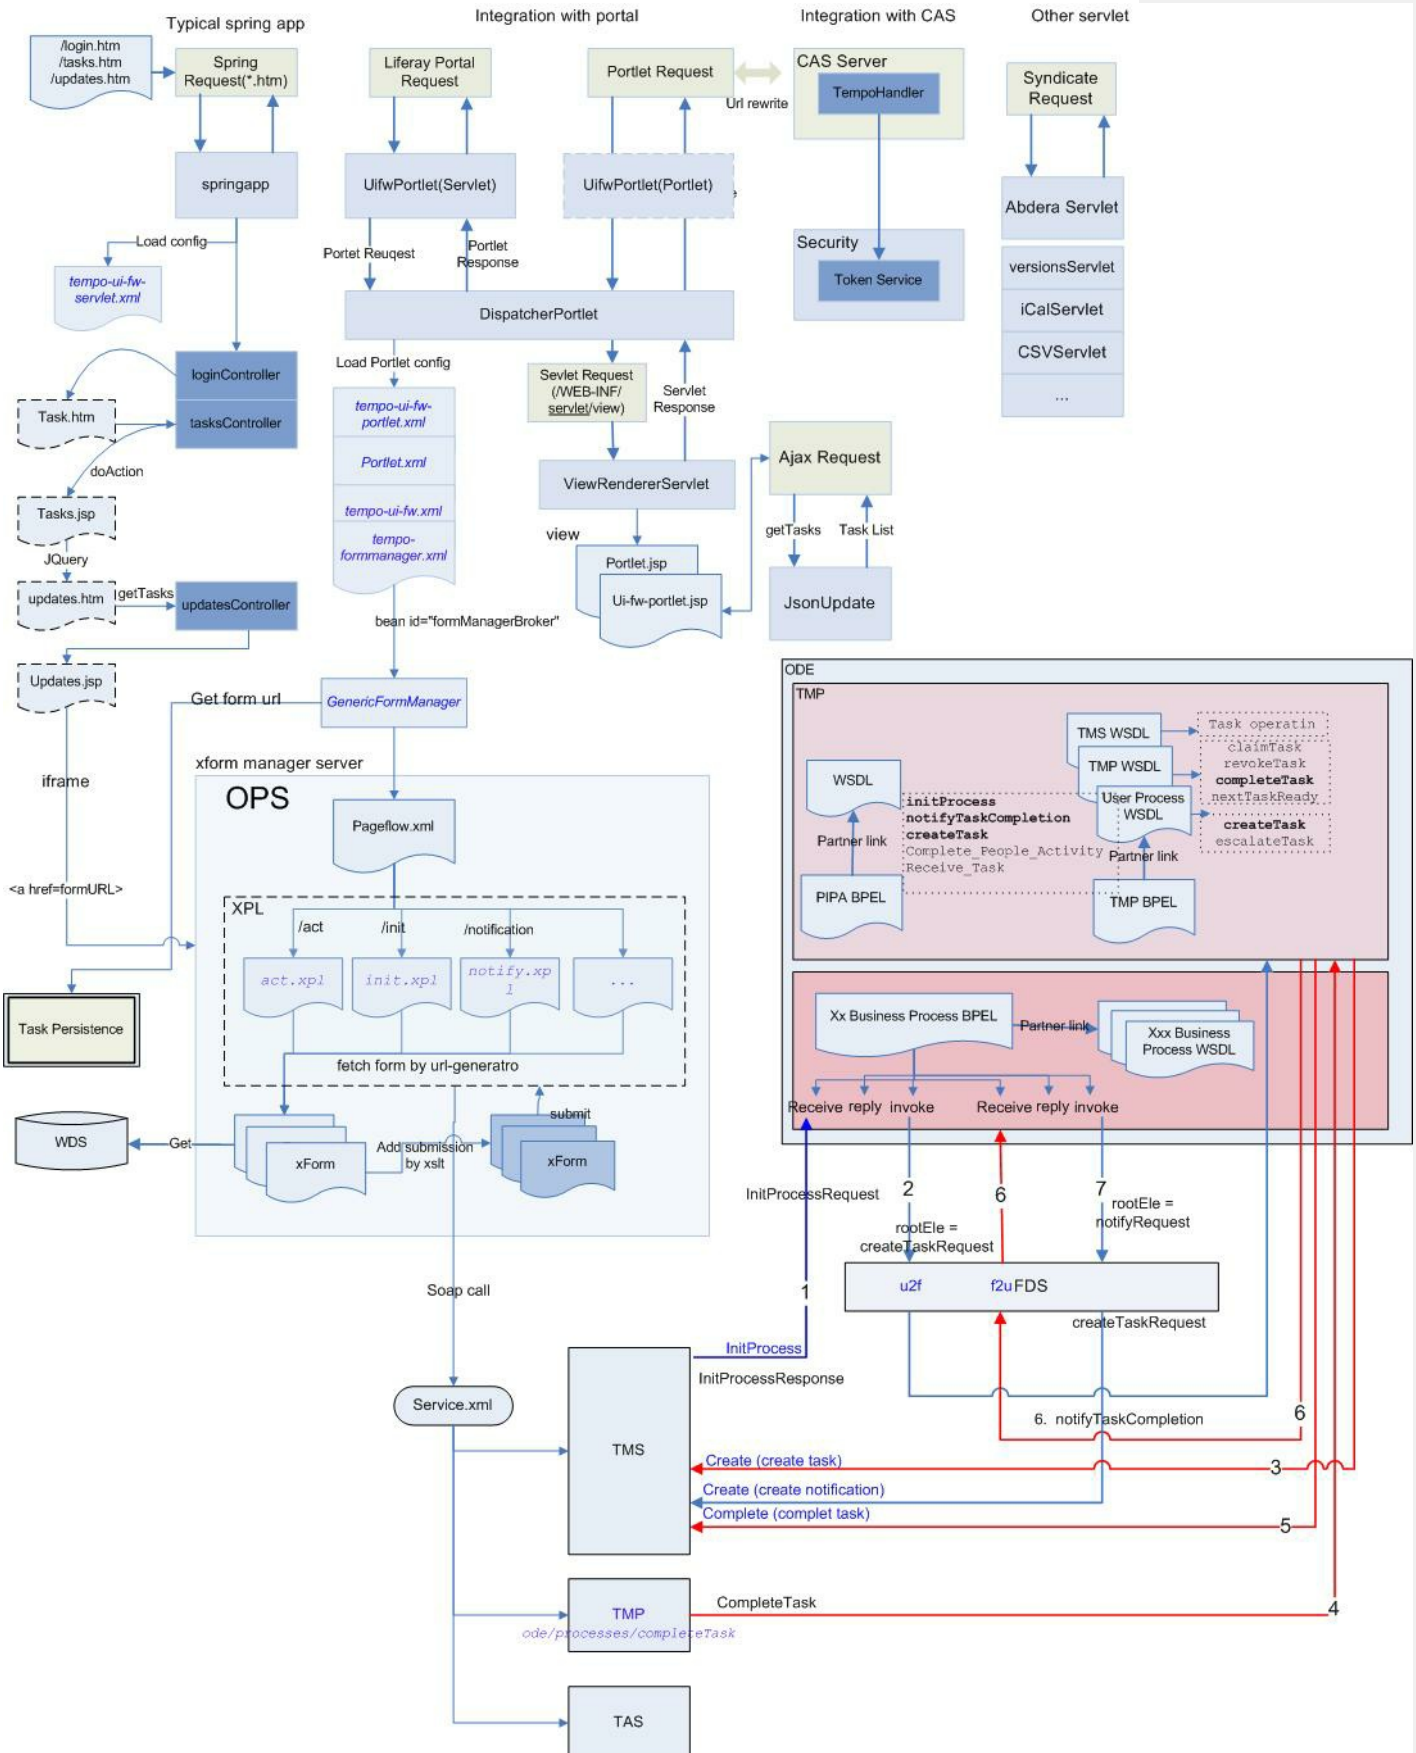 Typical spring app
Integration with portal
Integration with CAS
Other servlet
/login.htm
/tasks.htm
/updates.htm
Spring
Request(*.htm)
Liferay Portal
Request
Portlet Request
Url rewrite
CAS Server
TempoHandler
Syndicate
Request
springapp
UifwPortlet(Servlet)
UifwPortlet(Portlet)
Abdera Servlet
Load config
Portet Reuqest
Portlet
Response
Security
Token Service
versionsServlet
iCalServlet
CSVServlet
...
tempo-ui-fw-
servlet.xml
DispatcherPortlet
Load Portlet config
loginController
tasksController
Task.htm
doAction
Tasks.jsp
JQuery
updates.htm
getTasks
updatesController
Updates.jsp
tempo-ui-fw-
portlet.xml
Portlet.xml
tempo-ui-fw.xml
tempo-
formmanager.xml
Sevlet Request
(/WEB-INF/
servlet/view)
Servlet
Response
ViewRendererServlet
view
Portlet.jsp
Ui-fw-portlet.jsp
Ajax Request
getTasks
Task List
JsonUpdate
bean id="formManagerBroker"
Get form url
GenericFormManager
iframe
<a href=formURL>
xform manager server
OPS
Pageflow.xml
XPL
/act
/init
/notification
act.xpl
init.xpl
notify.xp
l
...
fetch form by url-generatro
Task Persistence
WDS
Get
xForm
Add submission
by xslt
submit
xForm
ODE
TMP
WSDL
Partner link
PIPA BPEL
initProcess
notifyTaskCompletion
createTask
Complete_People_Activity
Receive_Task
TMS WSDL
TMP WSDL
User Process
WSDL
Partner link
TMP BPEL
Task operatin
claimTask
revokeTask
completeTask
nextTaskReady
createTask
escalateTask
Xx Business Process BPEL
Partner link
Xxx Business
Process WSDL
Receive
reply
invoke
Receive
reply
invoke
InitProcessRequest
2
6
7
rootEle =
createTaskRequest
rootEle =
notifyRequest
1
u2f
f2u
FDS
createTaskRequest
Soap call
InitProcess
InitProcessResponse
Service.xml
TMS
6. notifyTaskCompletion
6
Create (create task)
3
Create (create notification)
Complete (complet task)
5
TMP
ode/processes/completeTask
CompleteTask
4
TAS